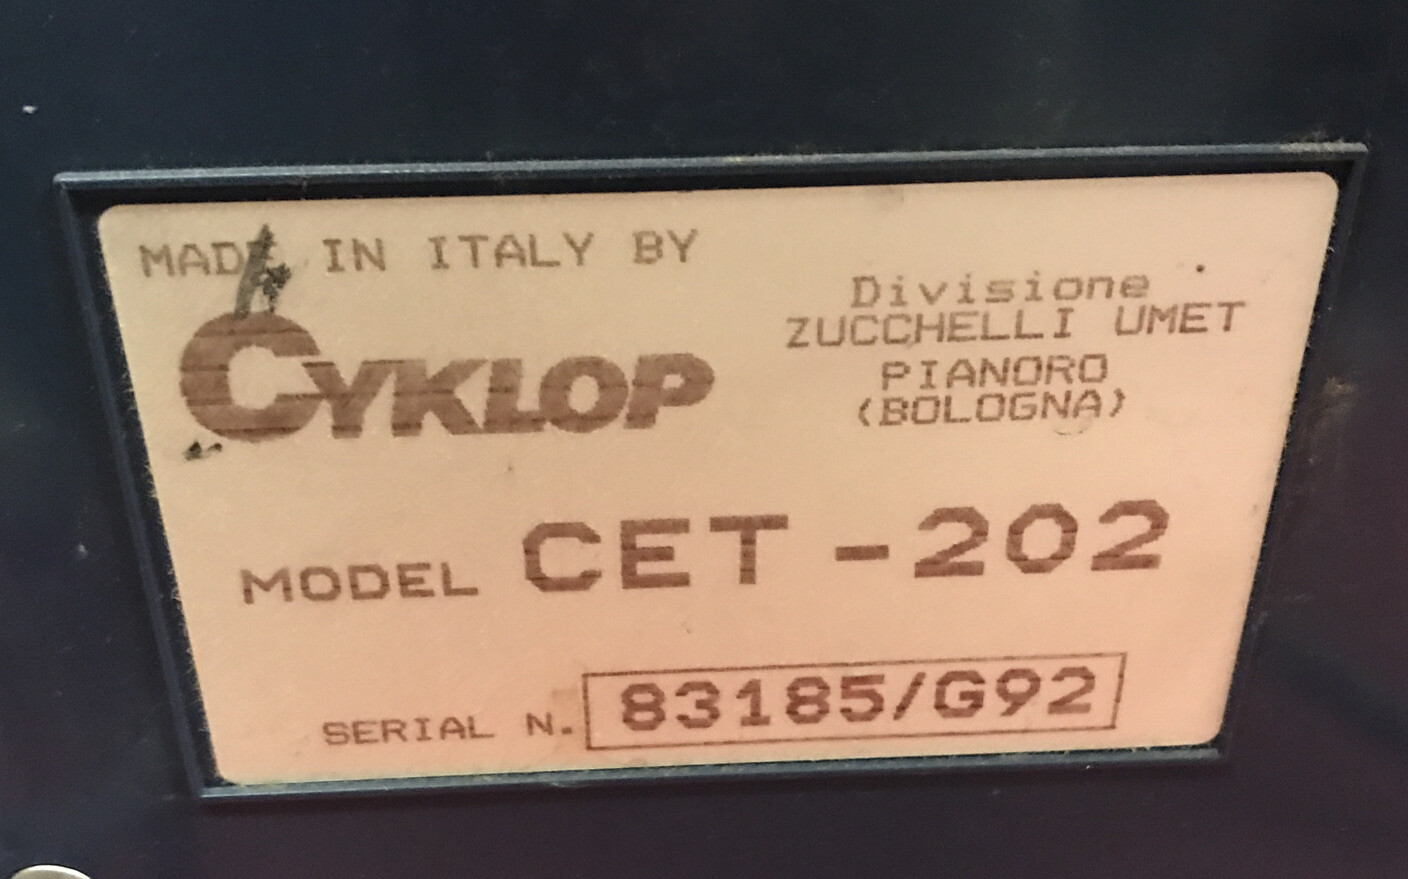 MADE IN ITALY BY
CYKLOP
Divisione
ZUCCHELLI UMET
PIANORO
(BOLOGNA)
MODEL CET-202
SERIAL N. 83185/G92